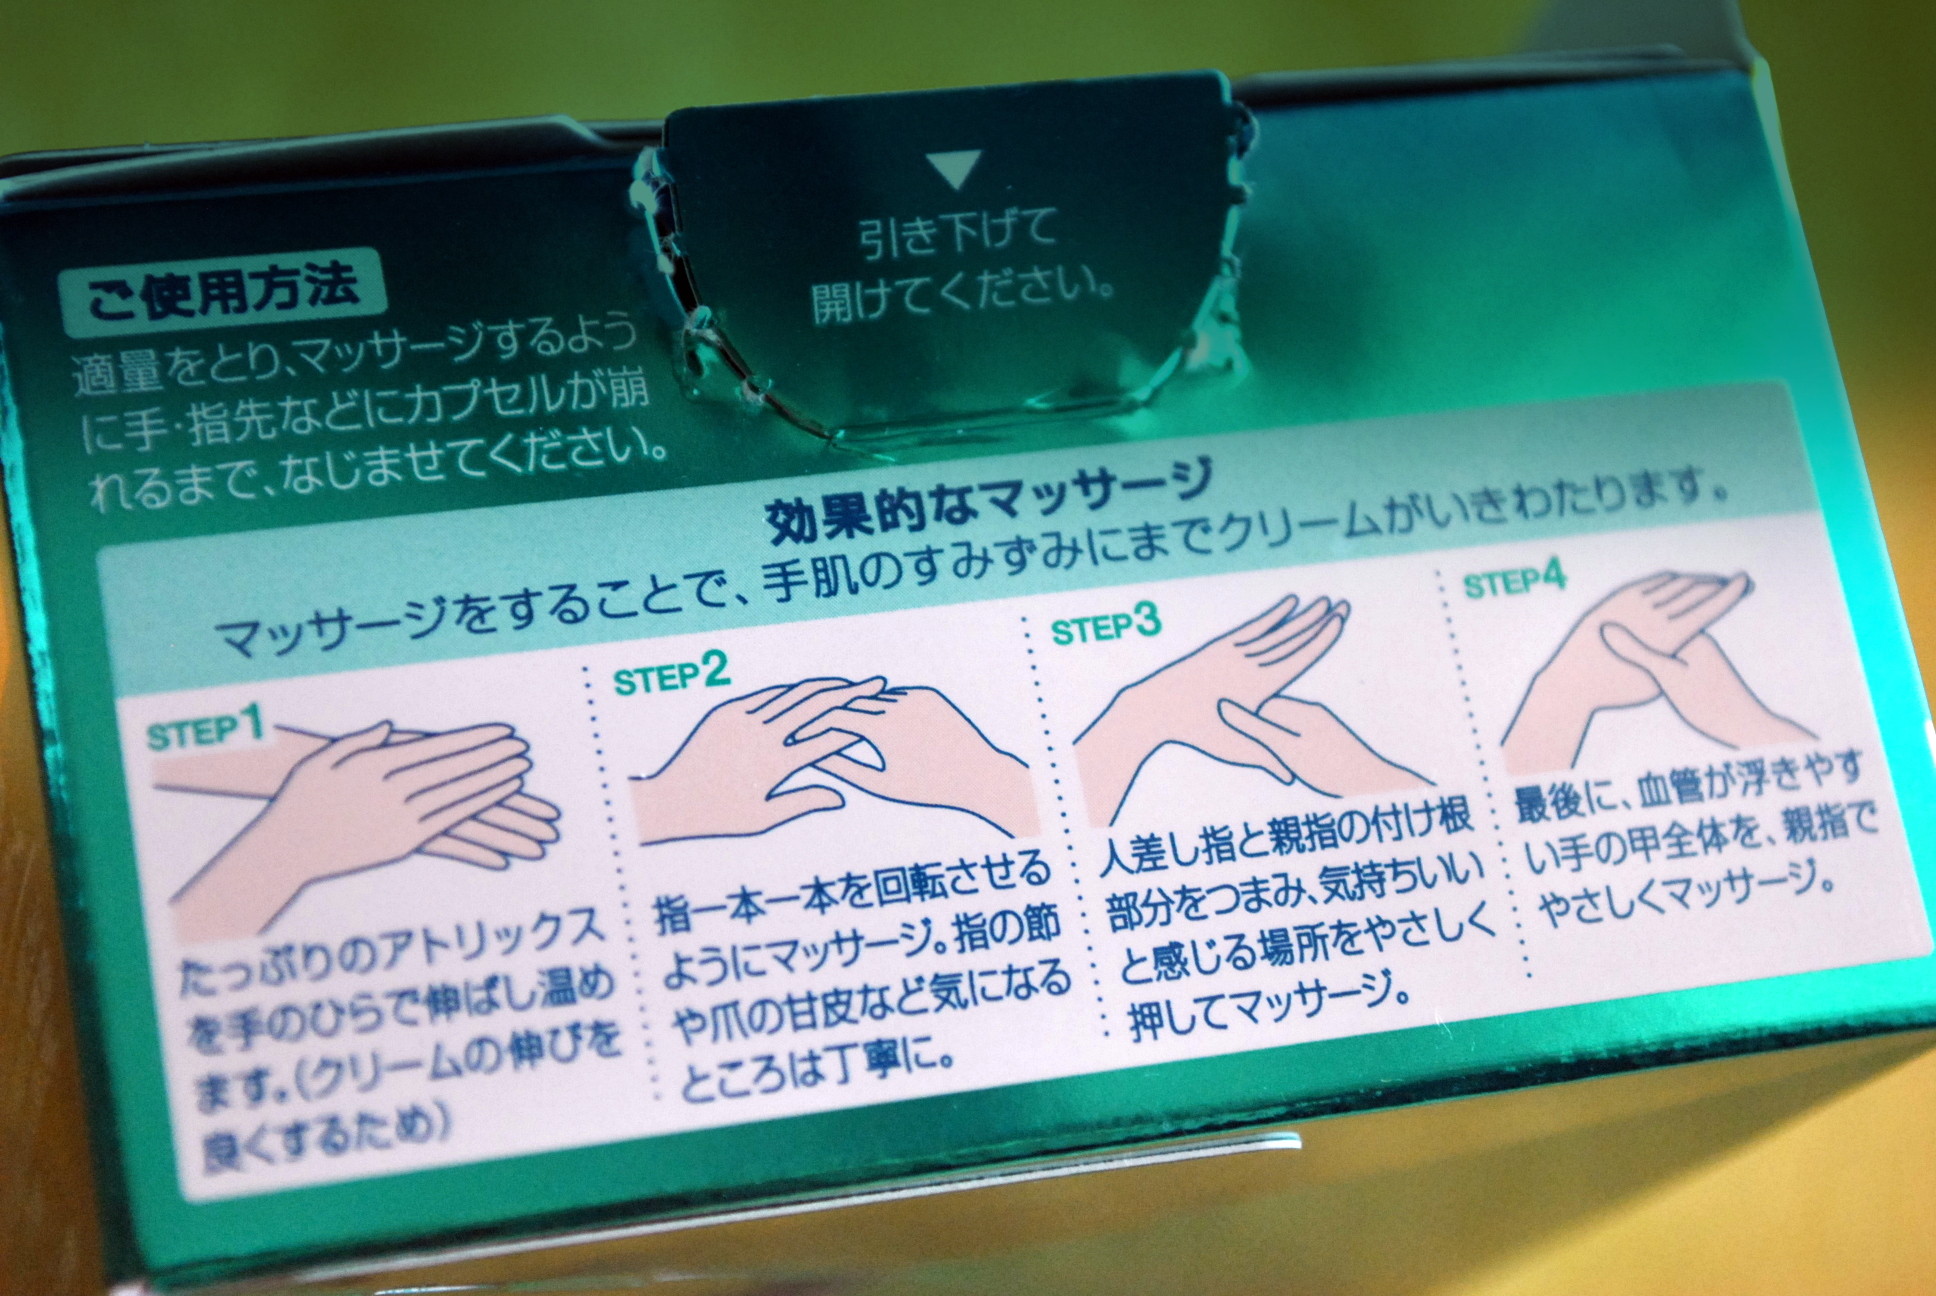 引き下げて
開けてください。
ご使用方法
適量をとり、マッサージするよう
に手・指先などにカプセルが崩
れるまで、なじませてください。
効果的なマッサージ
マッサージをすることで、手肌のすみずみにまでクリームがいきわたります。
STEP1
たっぷりのアトリックス
を手のひらで伸ばし温め
ます。(クリームの伸びを
良くするため)
STEP2
指一本一本を回転させる
ようにマッサージ。指の節
や爪の甘皮など気になる
ところは丁寧に。
STEP3
人差し指と親指の付け根
部分をつまみ、気持ちいい
と感じる場所をやさしく
押してマッサージ。
STEP4
最後に、血管が浮きやす
い手の甲全体を、親指で
やさしくマッサージ。